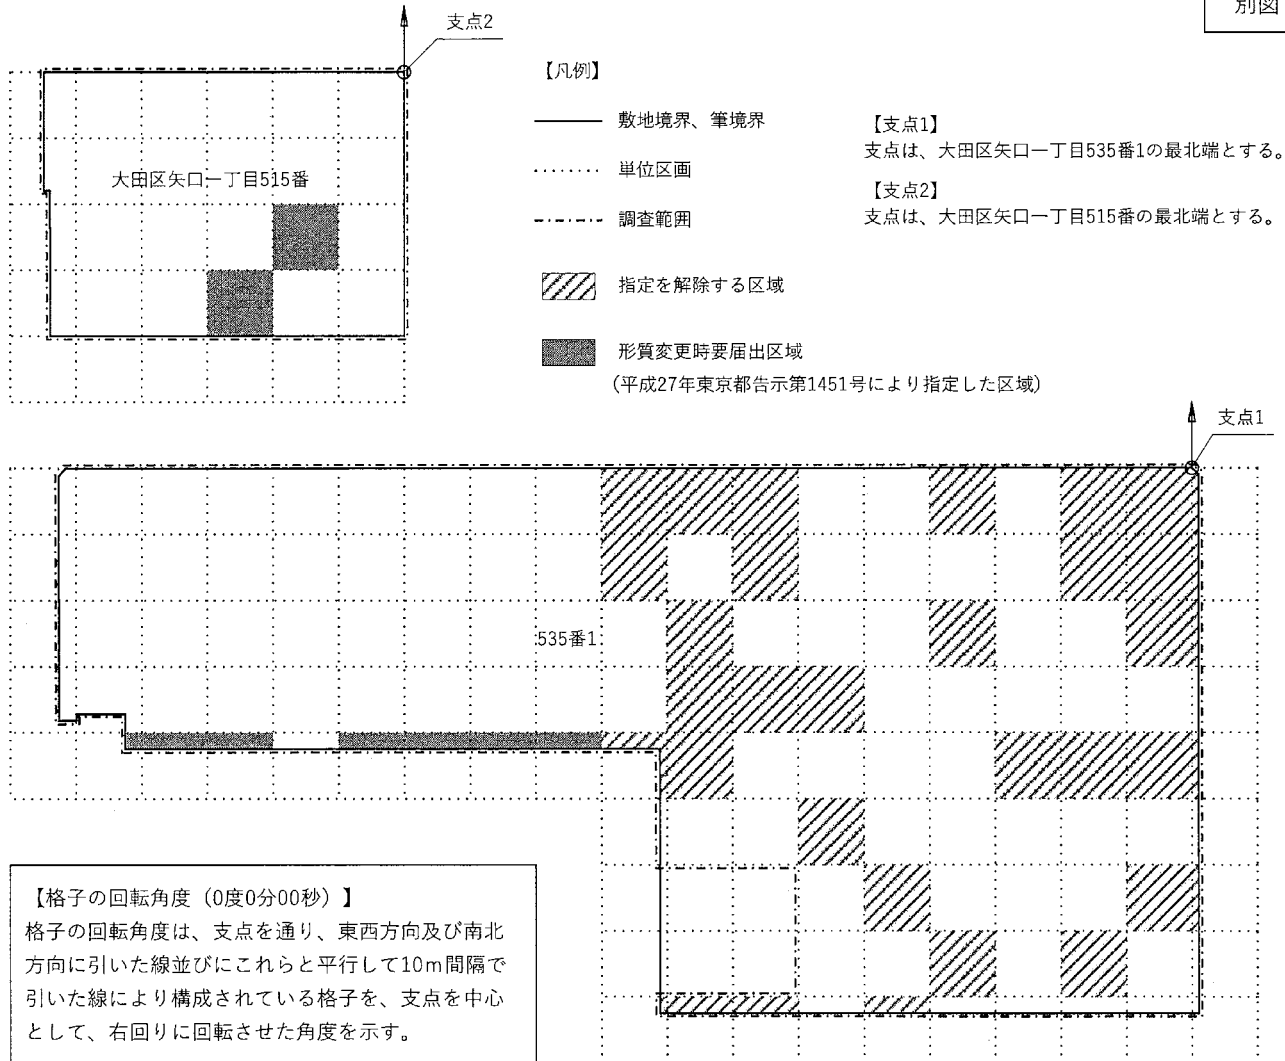 別図
支点2
【凡例】
敷地境界、筆境界
単位区画
調査範囲
指定を解除する区域
形質変更時要届出区域
(平成27年東京都告示第1451号により指定した区域)
【支点1】
支点は、大田区矢口一丁目535番1の最北端とする。
【支点2】
支点は、大田区矢口一丁目515番の最北端とする。
大田区矢口一丁目515番
支点1
535番1
【格子の回転角度（0度0分00秒）】
格子の回転角度は、支点を通り、東西方向及び南北
方向に引いた線並びにこれらと平行して10m間隔で
引いた線により構成されている格子を、支点を中心
として、右回りに回転させた角度を示す。